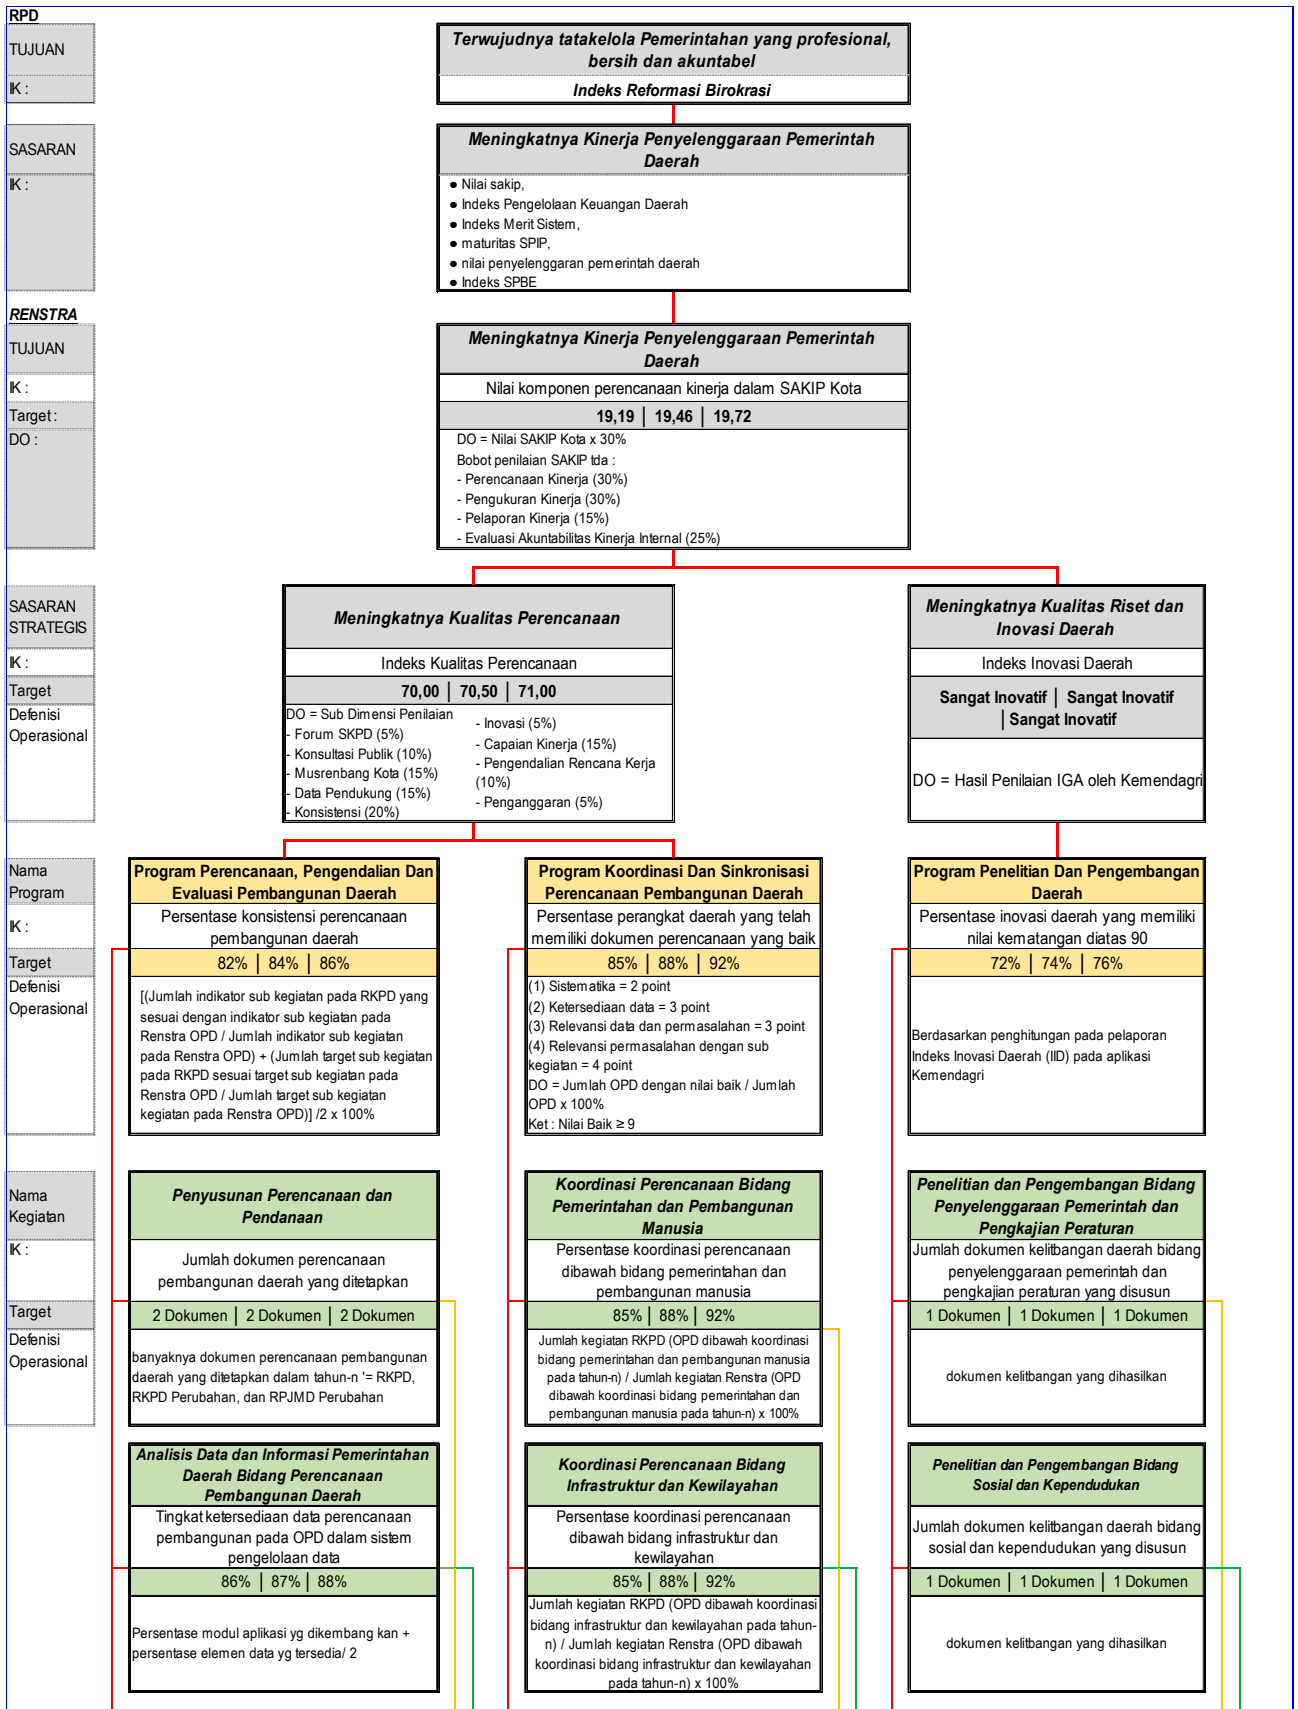 RPD
TUJUAN
Terwujudnya tatakelola Pemerintahan yang profesional,
bersih dan akuntabel
IK :
Indeks Reformasi Birokrasi
SASARAN
Meningkatnya Kinerja Penyelenggaraan Pemerintah
Daerah
IK :
● Nilai sakip,
● Indeks Pengelolaan Keuangan Daerah
● Indeks Merit Sistem,
● maturitas SPIP,
● nilai penyelenggaran pemerintah daerah
● Indeks SPBE
RENSTRA
TUJUAN
Meningkatnya Kinerja Penyelenggaraan Pemerintah
Daerah
IK :
Nilai komponen perencanaan kinerja dalam SAKIP Kota
Target :
19,19 | 19,46 | 19,72
DO :
DO = Nilai SAKIP Kota x 30%
Bobot penilaian SAKIP tda :
- Perencanaan Kinerja (30%)
- Pengukuran Kinerja (30%)
- Pelaporan Kinerja (15%)
- Evaluasi Akuntabilitas Kinerja Internal (25%)
SASARAN
STRATEGIS
Meningkatnya Kualitas Perencanaan
Meningkatnya Kualitas Riset dan
Inovasi Daerah
IK :
Indeks Kualitas Perencanaan
Indeks Inovasi Daerah
Target
70,00 | 70,50 | 71,00
Sangat Inovatif | Sangat Inovatif
| Sangat Inovatif
Defenisi
Operasional
DO = Sub Dimensi Penilaian
- Forum SKPD (5%)
- Konsultasi Publik (10%)
- Musrenbang Kota (15%)
- Data Pendukung (15%)
- Konsistensi (20%)
- Inovasi (5%)
- Capaian Kinerja (15%)
- Pengendalian Rencana Kerja
(10%)
- Penganggaran (5%)
DO = Hasil Penilaian IGA oleh Kemendagri
Nama
Program
Program Perencanaan, Pengendalian Dan
Evaluasi Pembangunan Daerah
Program Koordinasi Dan Sinkronisasi
Perencanaan Pembangunan Daerah
Program Penelitian Dan Pengembangan
Daerah
IK :
Persentase konsistensi perencanaan
pembangunan daerah
Persentase perangkat daerah yang telah
memiliki dokumen perencanaan yang baik
Persentase inovasi daerah yang memiliki
nilai kematangan diatas 90
Target
82% | 84% | 86%
85% | 88% | 92%
72% | 74% | 76%
Defenisi
Operasional
[(Jumlah indikator sub kegiatan pada RKPD yang
sesuai dengan indikator sub kegiatan pada
Renstra OPD / Jumlah indikator sub kegiatan
pada Renstra OPD) + (Jumlah target sub kegiatan
pada RKPD sesuai target sub kegiatan pada
Renstra OPD / Jumlah target sub kegiatan
kegiatan pada Renstra OPD)] /2 x 100%
(1) Sistematika = 2 point
(2) Ketersediaan data = 3 point
(3) Relevansi data dan permasalahan = 3 point
(4) Relevansi permasalahan dengan sub
kegiatan = 4 point
DO = Jumlah OPD dengan nilai baik / Jumlah
OPD x 100%
Ket : Nilai Baik ≥ 9
Berdasarkan penghitungan pada pelaporan
Indeks Inovasi Daerah (IID) pada aplikasi
Kemendagri
Nama
Kegiatan
Penyusunan Perencanaan dan
Pendanaan
Koordinasi Perencanaan Bidang
Pemerintahan dan Pembangunan
Manusia
Penelitian dan Pengembangan Bidang
Penyelenggaraan Pemerintah dan
Pengkajian Peraturan
IK :
Jumlah dokumen perencanaan
pembangunan daerah yang ditetapkan
Persentase koordinasi perencanaan
dibawah bidang pemerintahan dan
pembangunan manusia
Jumlah dokumen kelitbangan daerah bidang
penyelenggaraan pemerintah dan
pengkajian peraturan yang disusun
Target
2 Dokumen | 2 Dokumen | 2 Dokumen
85% | 88% | 92%
1 Dokumen | 1 Dokumen | 1 Dokumen
Defenisi
Operasional
banyaknya dokumen perencanaan pembangunan
daerah yang ditetapkan dalam tahun-n '= RKPD,
RKPD Perubahan, dan RPJMD Perubahan
Jumlah kegiatan RKPD (OPD dibawah koordinasi
bidang pemerintahan dan pembangunan manusia
pada tahun-n) / Jumlah kegiatan Renstra (OPD
dibawah koordinasi bidang pemerintahan dan
pembangunan manusia pada tahun-n) x 100%
dokumen kelitbangan yang dihasilkan
Analisis Data dan Informasi Pemerintahan
Daerah Bidang Perencanaan
Pembangunan Daerah
Koordinasi Perencanaan Bidang
Infrastruktur dan Kewilayahan
Penelitian dan Pengembangan Bidang
Sosial dan Kependudukan
Tingkat ketersediaan data perencanaan
pembangunan pada OPD dalam sistem
pengelolaan data
Persentase koordinasi perencanaan
dibawah bidang infrastruktur dan
kewilayahan
Jumlah dokumen kelitbangan daerah bidang
sosial dan kependudukan yang disusun
86% | 87% | 88%
85% | 88% | 92%
1 Dokumen | 1 Dokumen | 1 Dokumen
Persentase modul aplikasi yg dikembang kan +
persentase elemen data yg tersedia/ 2
Jumlah kegiatan RKPD (OPD dibawah koordinasi
bidang infrastruktur dan kewilayahan pada tahun-
n) / Jumlah kegiatan Renstra (OPD dibawah
koordinasi bidang infrastruktur dan kewilayahan
pada tahun-n) x 100%
dokumen kelitbangan yang dihasilkan